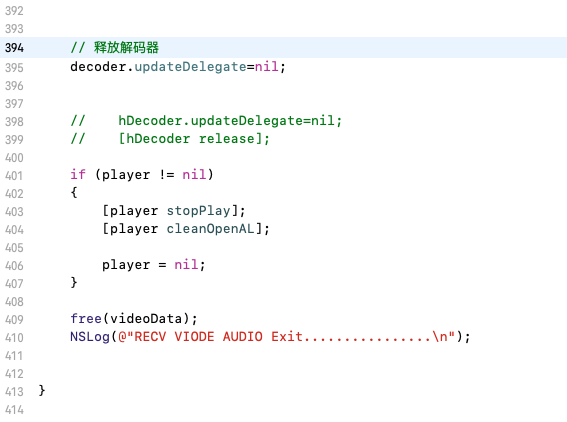 392
393
394 // 释放解码器
395 decoder.updateDelegate=nil;
396
397
398 // hDecoder.updateDelegate=nil;
399 // [hDecoder release];
400
401 if (player != nil)
402 {
403 [player stopPlay];
404 [player cleanOpenAL];
405
406 player = nil;
407 }
408
409 free(videoData);
410 NSLog(@"RECV VIODE AUDIO Exit................\n");
411
412
413 }
414